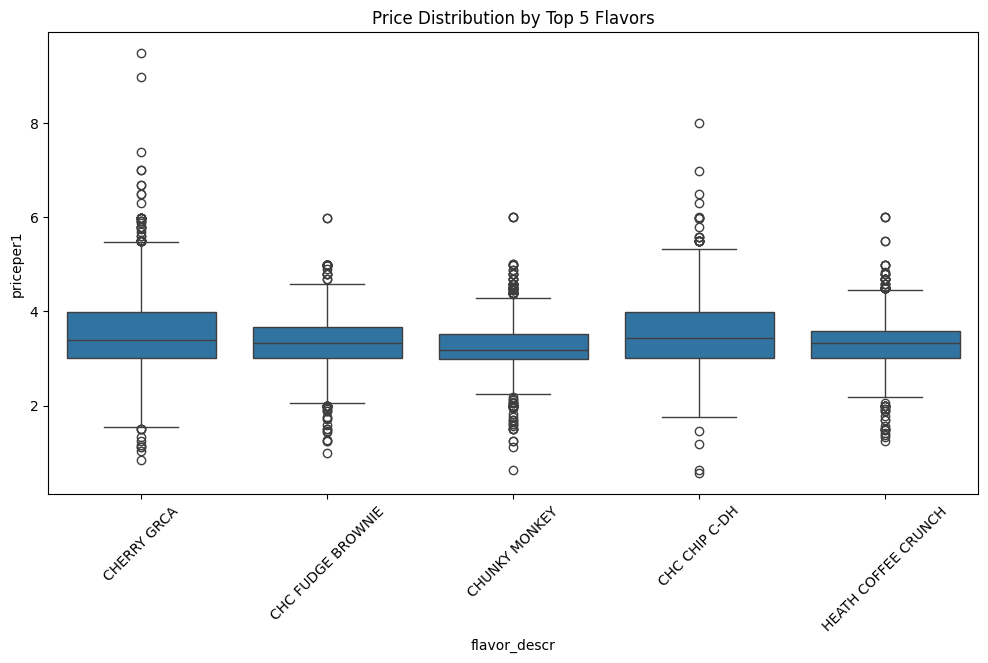 Price Distribution by Top 5 Flavors
priceper1
8
6
4
2
CHERRY GRCA
CHC FUDGE BROWNIE
CHUNKY MONKEY
CHC CHIP C-DH
HEATH COFFEE CRUNCH
flavor_descr